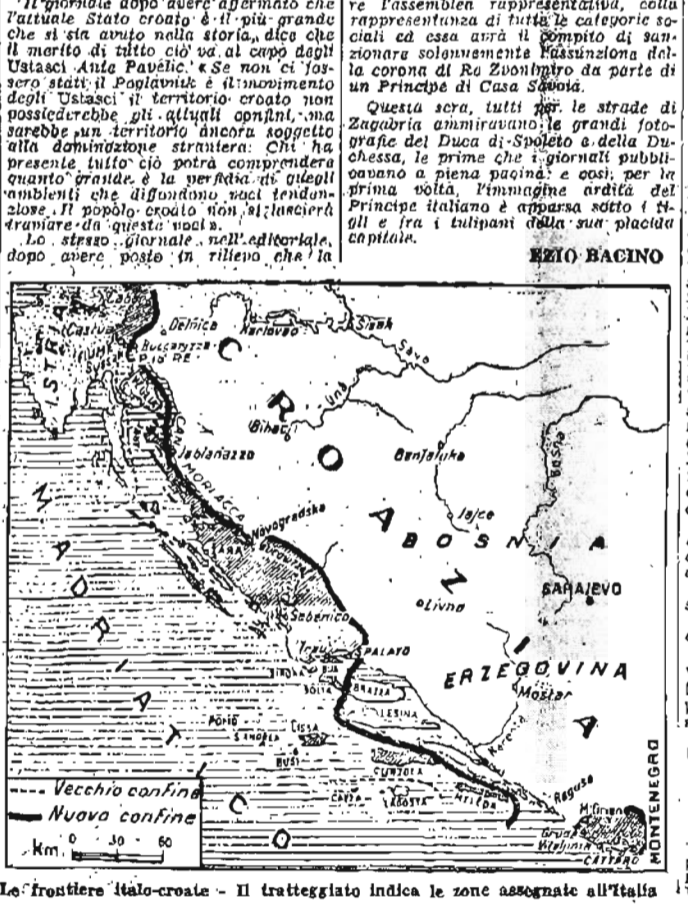 Il giornale dopo avere affermato che
l'attuale Stato croato è il più grande
che si sia avuto nella storia, dice che
il merito di tutto ciò va al capo degli
Ustasci Ante Pavelic. « Se non ci fos-
sero stati il Poglavnik è il movimento
degli Ustasci il territorio croato non
possiederebbe gli attuali confini, ma
sarebbe un territorio ancora soggetto
alla dominazione straniera. Chi ha
presente tutto ciò potrà comprendere
quanto grande è la perfidia di quegli
ambienti che diffondono voci tendenziose
Il popolo croato non si lascierà
traviare da queste voci ».
Lo stesso giornale, nell'editoriale,
dopo avere posto in rilievo che la
re l'assemblea rappresentativa, colla
rappresentanza di tutte le categorie so-
ciali ed essa avrà il compito di san-
zionare solennemente l'assunzione del-
la corona di Re Zvonimiro da parte di
un Principe di Casa Savoia.
Questa sera, tutti per le strade di
Zagabria ammiravano le grandi foto-
grafie del Duca di Spoleto e della Du-
chessa, le prime che i giornali pubbli-
cavano a piena pagina: e così, per la
prima volta, l'immagine ardita del
Principe italiano è apparsa sotto i ti-
gli e fra i tulipani della sua placida
capitale.
EZIO BACINO
ISTRIA
Castua
Delnice
Buccarizza
Karlovac
Sisak
Savo
Una
Bihac
CROAZIA
Jablanazzo
CAN. MORLACCA
Banjaluka
Bosna
Jajce
BOSNIA
Novogradska
ZARA
SARAJEVO
Livno
Sebenico
Trau
SPALATO
BUA
SOLTA
BRAZZA
ERZEGOVINA
Mostar
LESINA
Narenta
MADRIATICO
LISSA
BUSI
CURZOLA
CAZZA
LAGOSTA
MELEDA
Ragusa
CATTARO
MONTENEGRO
--- Vecchio confine
Nuovo confine
km. 0 30 60
Le frontiere italo-croate - Il tratteggiato indica le zone assegnate all'Italia